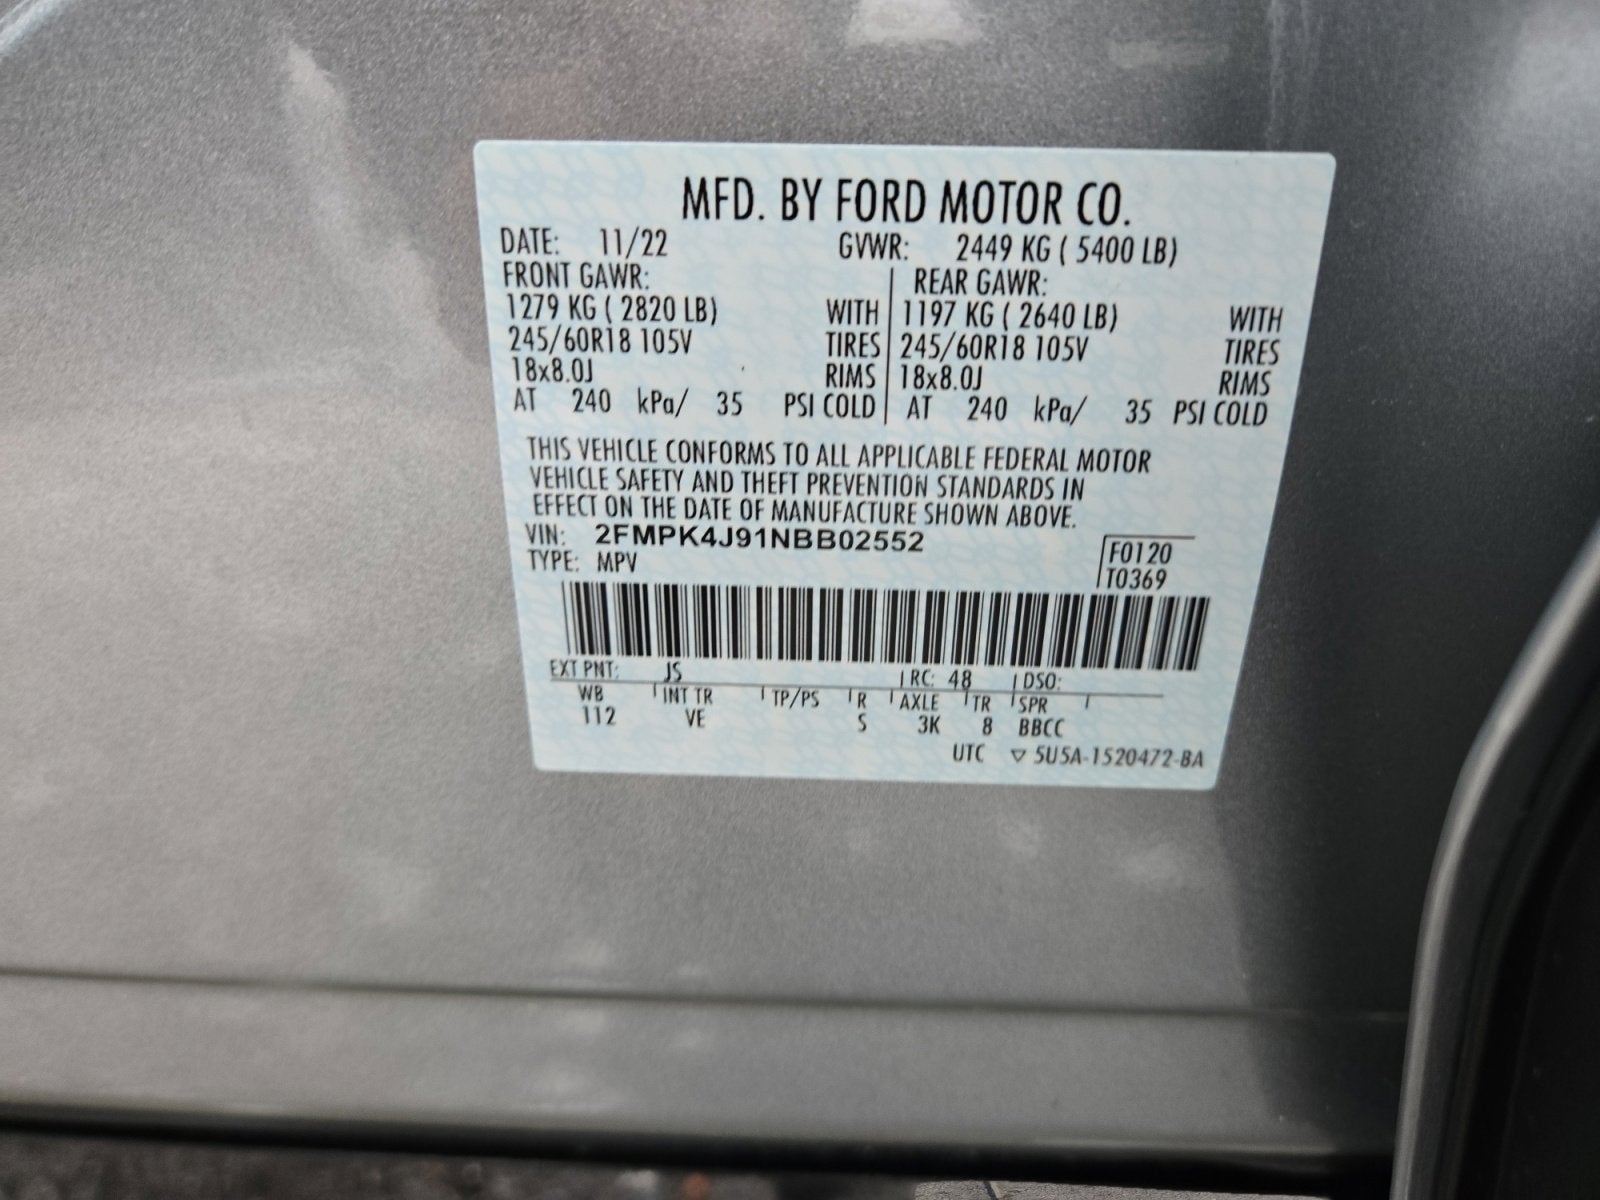 MFD. BY FORD MOTOR CO.
DATE: 11/22 GVWR: 2449 KG ( 5400 LB)
FRONT GAWR: REAR GAWR:
1279 KG ( 2820 LB) WITH 1197 KG ( 2640 LB) WITH
245/60R18 105V TIRES 245/60R18 105V TIRES
18x8.0J RIMS 18x8.0J RIMS
AT 240 kPa/ 35 PSI COLD AT 240 kPa/ 35 PSI COLD
THIS VEHICLE CONFORMS TO ALL APPLICABLE FEDERAL MOTOR
VEHICLE SAFETY AND THEFT PREVENTION STANDARDS IN
EFFECT ON THE DATE OF MANUFACTURE SHOWN ABOVE.
VIN: 2FMPK4J91NBB02552
TYPE: MPV
F0120
T0369
EXT PNT: JS RC: 48 DSO:
WB INT TR TP/PS R AXLE TR SPR
112 VE S 3K 8 BBCC
UTC ▽ 5U5A-1520472-BA